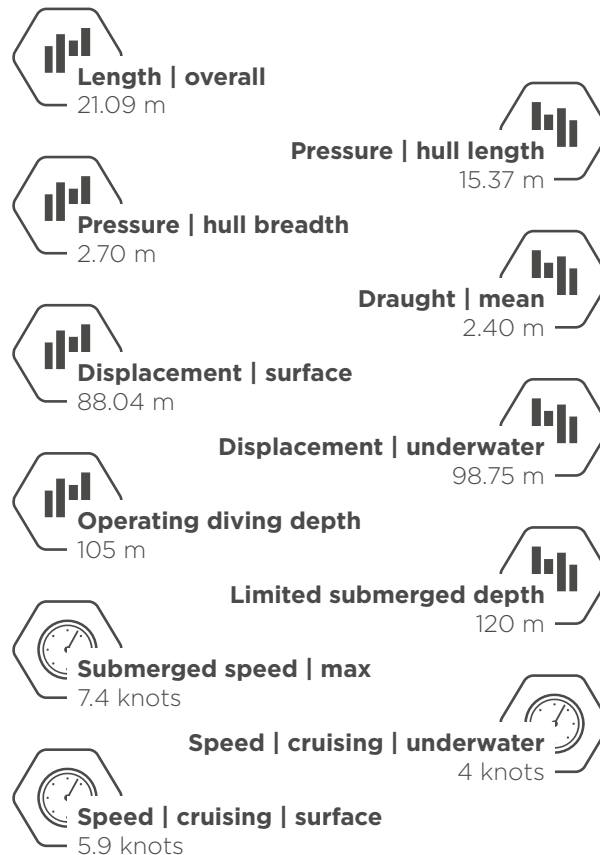 Length | overall
21.09 m
Pressure | hull length
15.37 m
Pressure | hull breadth
2.70 m
Draught | mean
2.40 m
Displacement | surface
88.04 m
Displacement | underwater
98.75 m
Operating diving depth
105 m
Limited submerged depth
120 m
Submerged speed | max
7.4 knots
Speed | cruising | underwater
4 knots
Speed | cruising | surface
5.9 knots